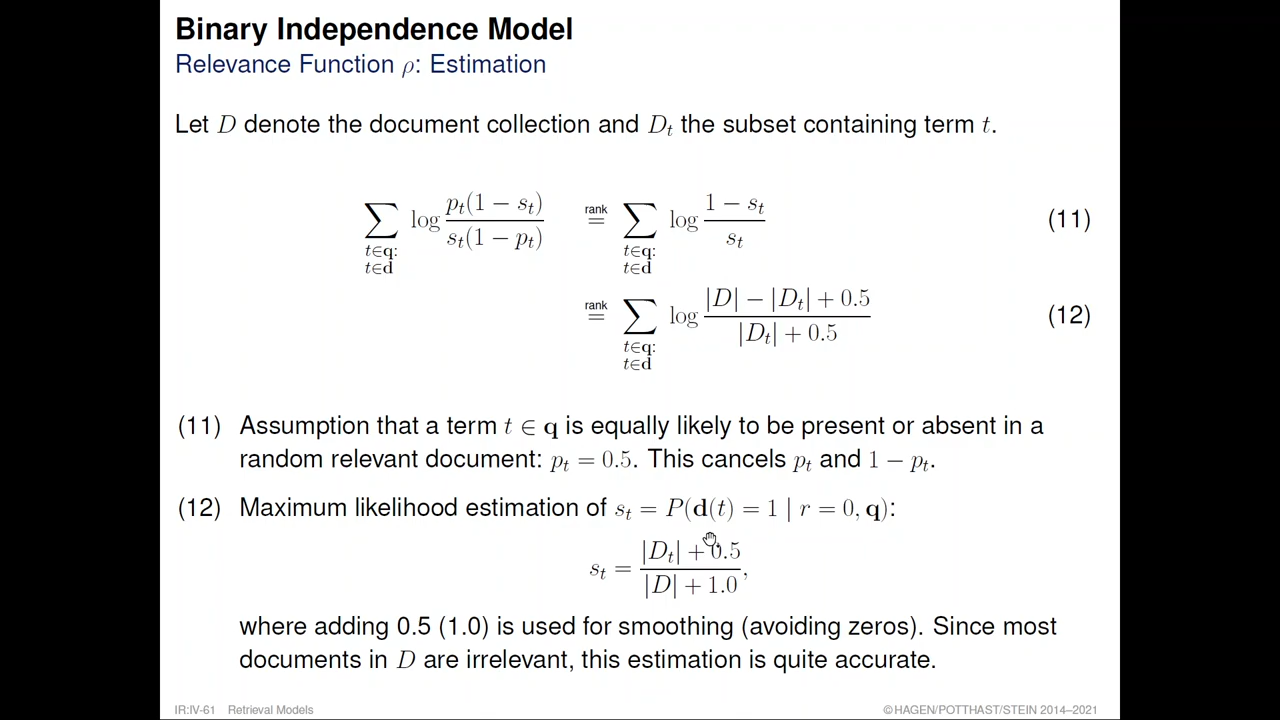 Binary Independence Model
Relevance Function ρ: Estimation
Let D denote the document collection and D_t the subset containing term t.
∑_{t∈q: t∈d} log (p_t(1 − s_t))/(s_t(1 − p_t)) =^{rank} ∑_{t∈q: t∈d} log (1 − s_t)/(s_t) (11)
=^{rank} ∑_{t∈q: t∈d} log (|D| − |D_t| + 0.5)/(|D_t| + 0.5) (12)
(11) Assumption that a term t ∈ q is equally likely to be present or absent in a
random relevant document: p_t = 0.5. This cancels p_t and 1 − p_t.
(12) Maximum likelihood estimation of s_t = P(d(t) = 1 | r = 0, q):
s_t = (|D_t| + 0.5)/(|D| + 1.0),
where adding 0.5 (1.0) is used for smoothing (avoiding zeros). Since most
documents in D are irrelevant, this estimation is quite accurate.
IR:IV-61 Retrieval Models
©HAGEN/POTTHAST/STEIN 2014–2021